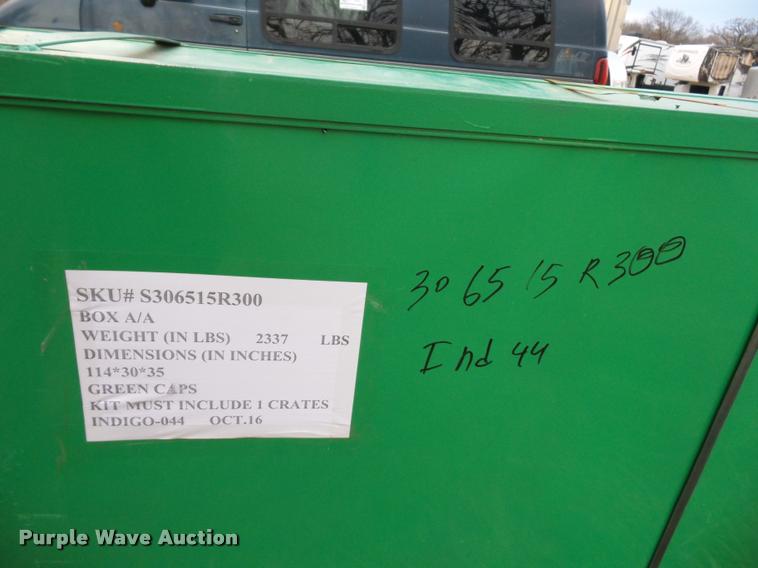 SKU# S306515R300
BOX A/A
WEIGHT (IN LBS) 2337 LBS
DIMENSIONS (IN INCHES)
114*30*35
GREEN CAPS
KIT MUST INCLUDE 1 CRATES
INDIGO-044 OCT.16
30 65 15 R300
Ind 44
Purple Wave Auction